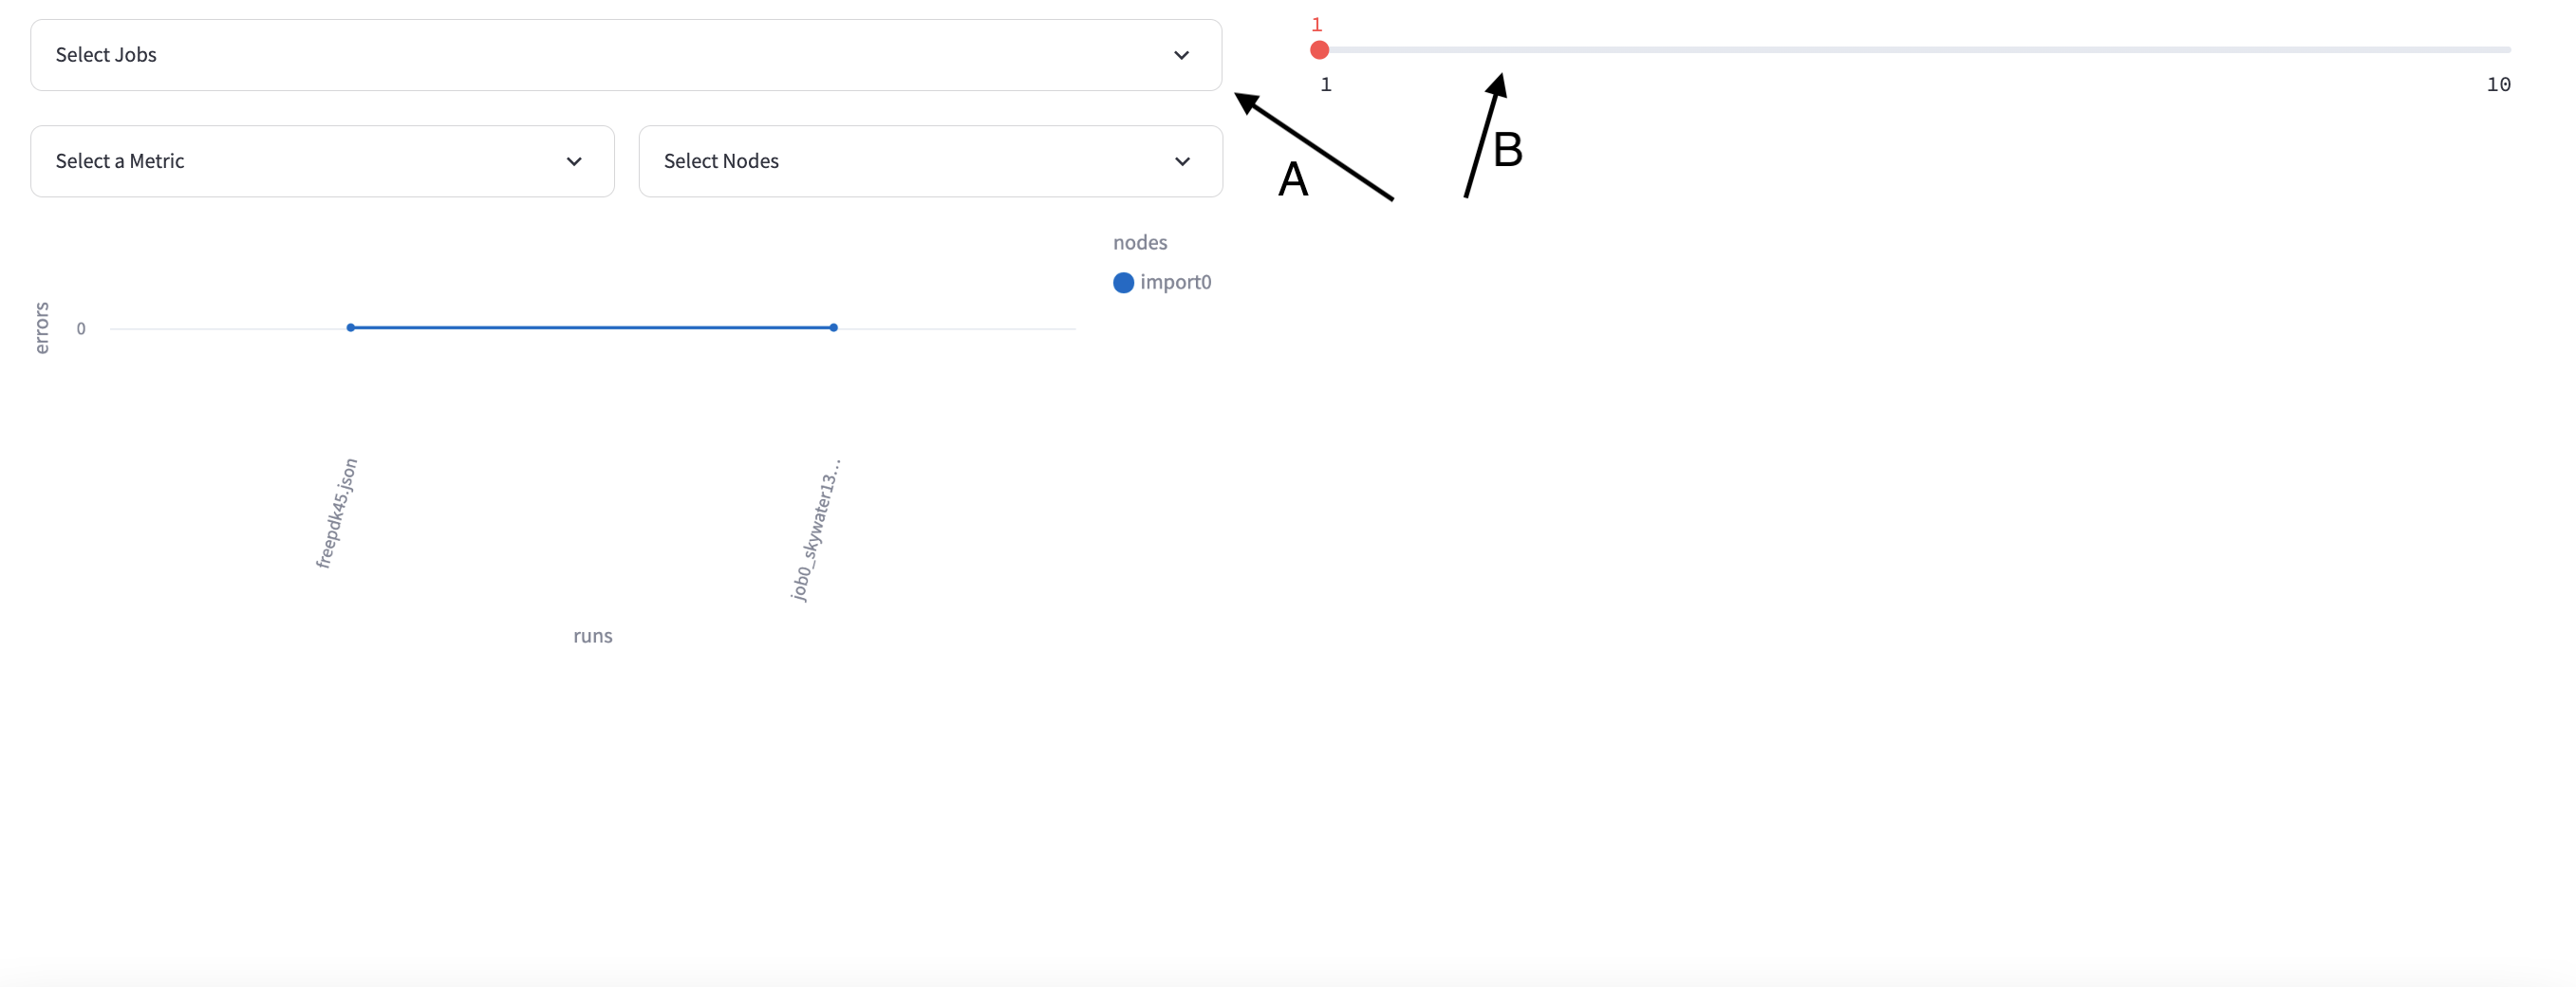 Select Jobs
1
1
10
Select a Metric
Select Nodes
A
B
nodes
import0
errors
0
freepdk45.json
job0_skywater13...
runs